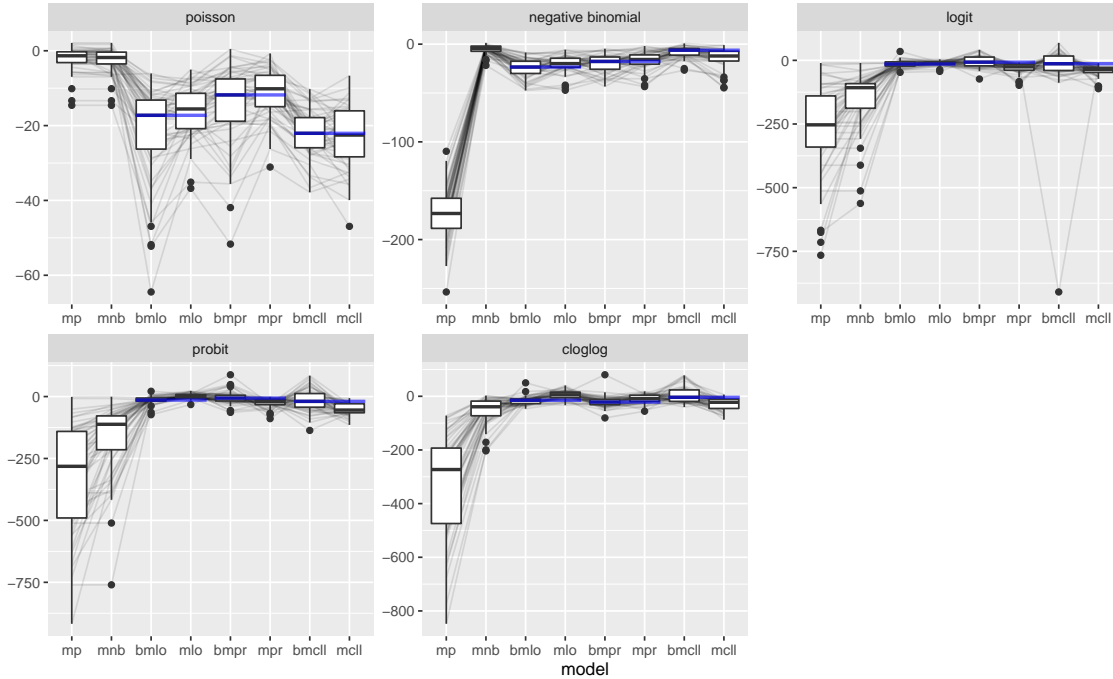 poisson
negative binomial
logit
0
−20
−40
−60
mp mnb bmlo mlo bmpr mpr bmcll mcll
0
−100
−200
mp mnb bmlo mlo bmpr mpr bmcll mcll
0
−250
−500
−750
mp mnb bmlo mlo bmpr mpr bmcll mcll
probit
cloglog
0
−250
−500
−750
mp mnb bmlo mlo bmpr mpr bmcll mcll
0
−200
−400
−600
−800
mp mnb bmlo mlo bmpr mpr bmcll mcll
model